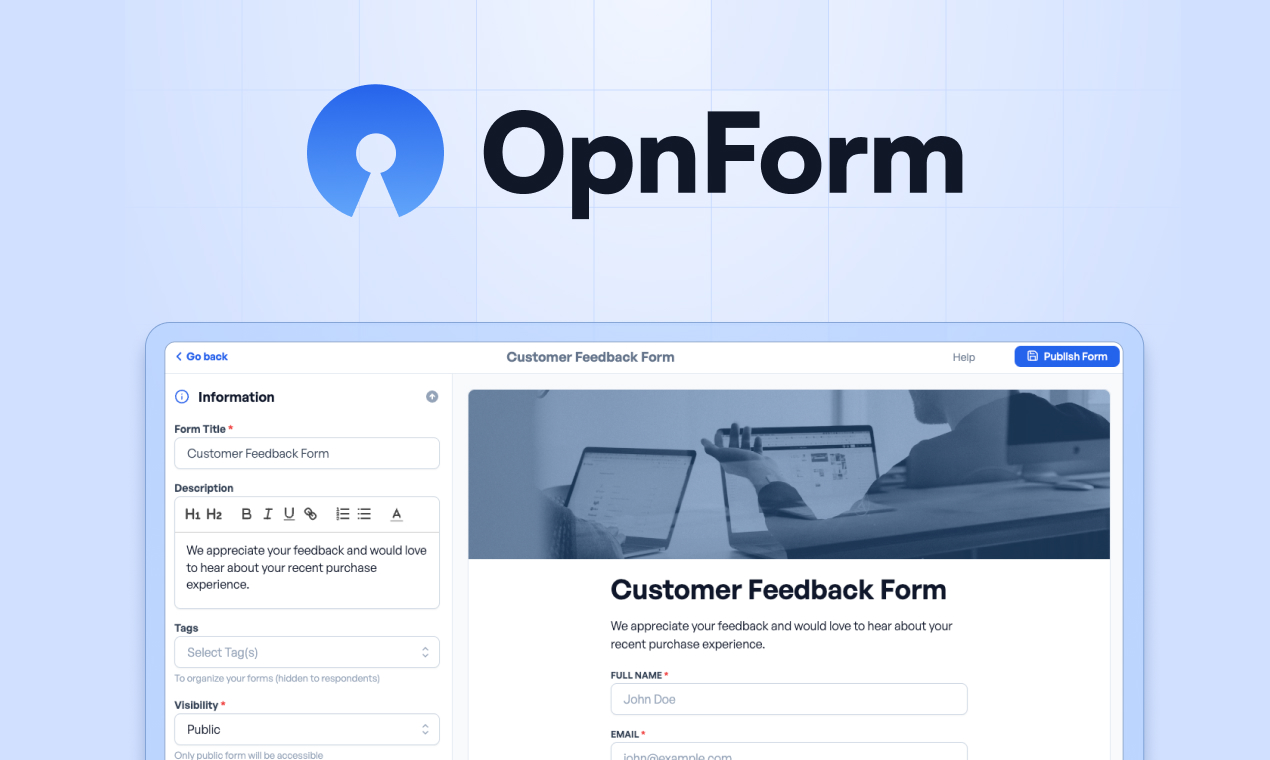 OpnForm
Go back
Customer Feedback Form
Help
Publish Form
Information
Form Title *
Customer Feedback Form
Description
H1 H2 B I U A
We appreciate your feedback and would love
to hear about your recent purchase
experience.
Tags
Select Tag(s)
To organize your forms (hidden to respondents)
Visibility *
Public
Only public form will be accessible
Customer Feedback Form
We appreciate your feedback and would love to hear about your
recent purchase experience.
FULL NAME *
John Doe
EMAIL *
john@example.com